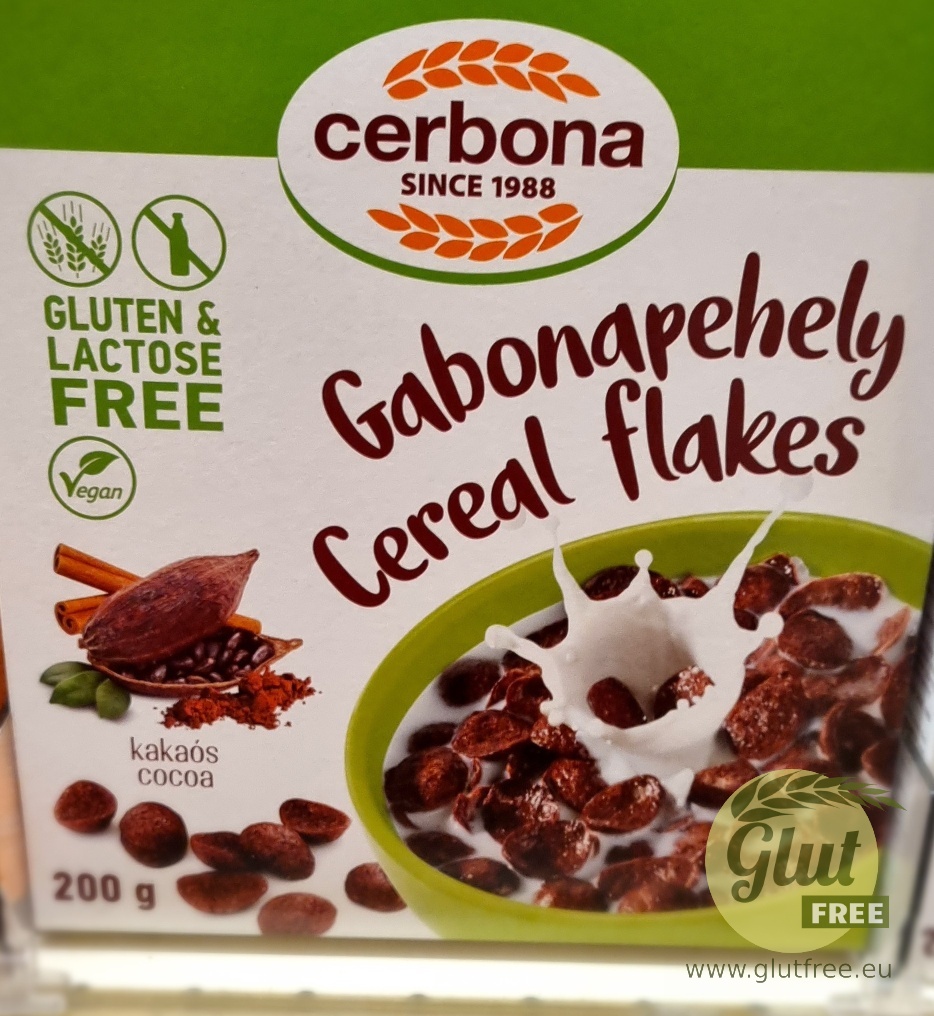 cerbona
SINCE 1988
GLUTEN &
LACTOSE
FREE
Vegan
Gabonapehely
Cereal flakes
kakaós
cocoa
200 g
Glut
FREE
www.glutfree.eu